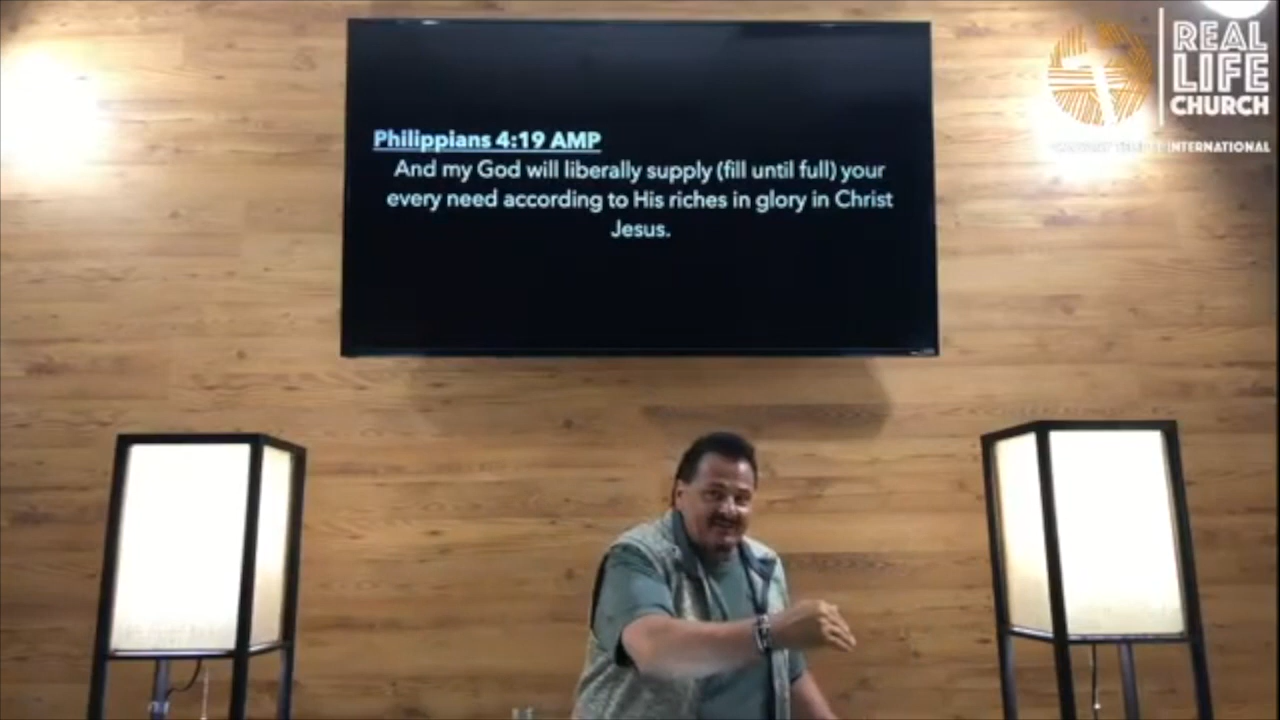 Philippians 4:19 AMP
And my God will liberally supply (fill until full) your
every need according to His riches in glory in Christ
Jesus.
REAL
LIFE
CHURCH
INTERNATIONAL